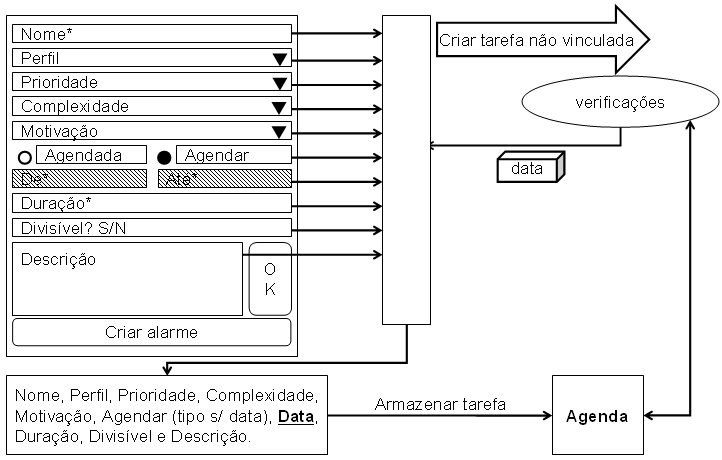 Nome*
Criar tarefa não vinculada
Perfil
Prioridade
Complexidade
verificações
Motivação
Agendada
Agendar
data
De*
Até*
Duração*
Divisível? S/N
Descrição
O
K
Criar alarme
Nome, Perfil, Prioridade, Complexidade,
Motivação, Agendar (tipo s/ data), Data,
Duração, Divisível e Descrição.
Armazenar tarefa
Agenda